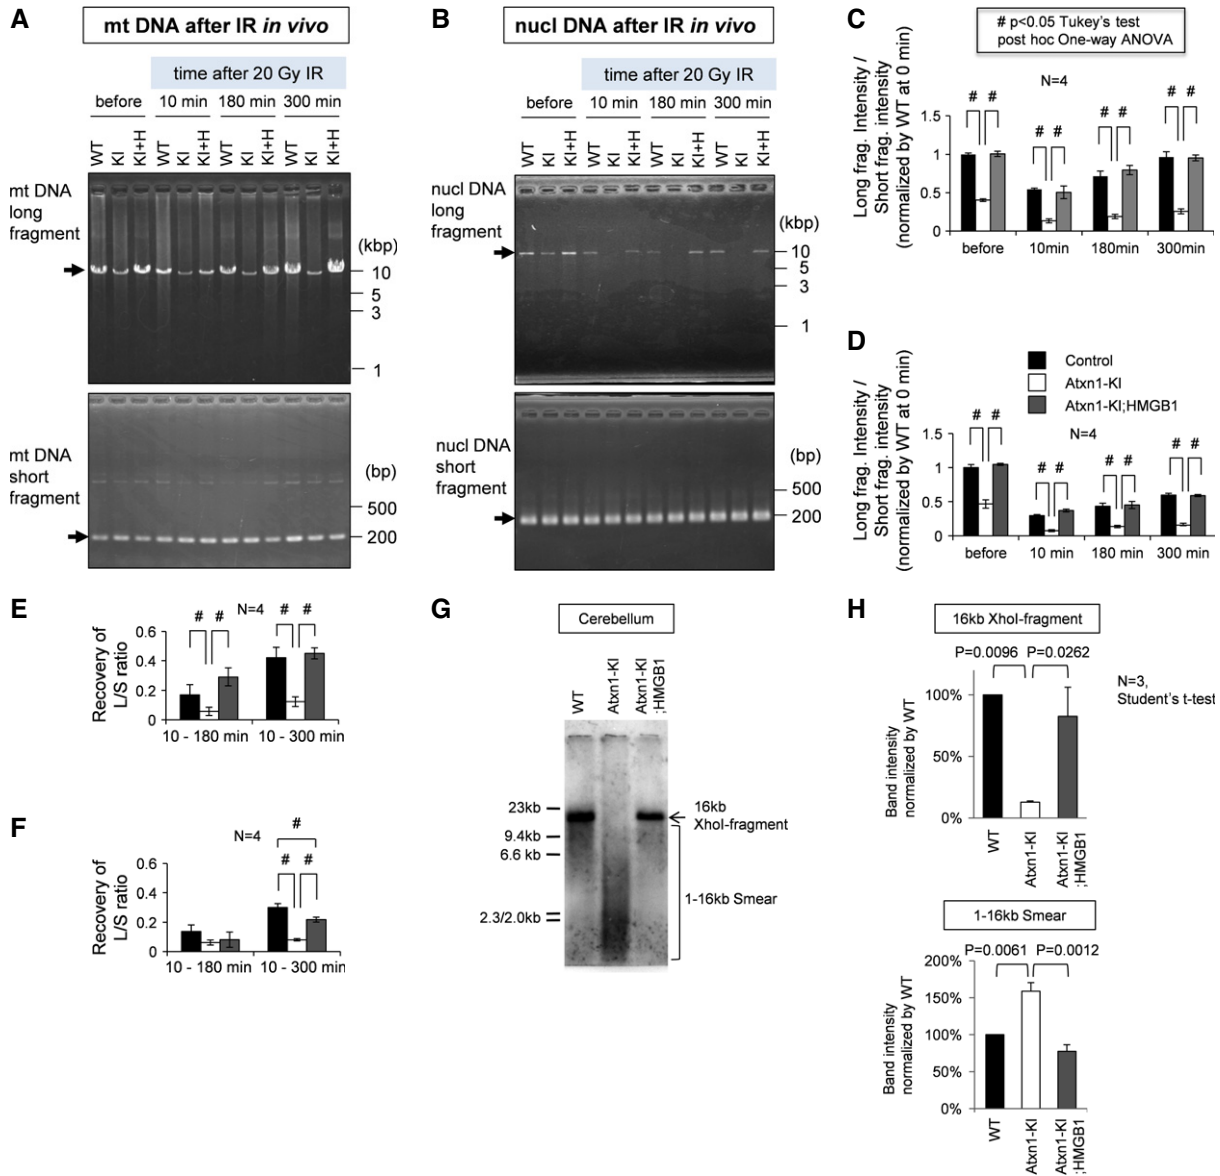 A
mt DNA after IR in vivo
time after 20 Gy IR
before 10 min 180 min 300 min
WT KI KI+H WT KI KI+H WT KI KI+H WT KI KI+H
mt DNA
long
fragment
(kbp)
10
5
3
1
mt DNA
short
fragment
(bp)
500
200
B
nucl DNA after IR in vivo
time after 20 Gy IR
before 10 min 180 min 300 min
WT KI KI+H WT KI KI+H WT KI KI+H WT KI KI+H
nucl DNA
long
fragment
(kbp)
10
5
3
1
nucl DNA
short
fragment
(bp)
500
200
C
# p<0.05 Tukey's test
post hoc One-way ANOVA
N=4
Long frag. Intensity /
Short frag. intensity
(normalized by WT at 0 min)
1.5
1
0.5
0
# # # # # # # #
before 10min 180min 300min
D
Control
Atxn1-KI
Atxn1-KI;HMGB1
N=4
Long frag. Intensity /
Short frag. intensity
(normalized by WT at 0 min)
1.5
1
0.5
0
# # # # # # # #
before 10 min 180 min 300 min
E
N=4
# # # #
Recovery of
L/S ratio
0.6
0.4
0.2
0
10 - 180 min 10 - 300 min
F
N=4
#
# #
Recovery of
L/S ratio
0.6
0.4
0.2
0
10 - 180 min 10 - 300 min
G
Cerebellum
WT
Atxn1-KI
Atxn1-KI
;HMGB1
23kb
9.4kb
6.6 kb
2.3/2.0kb
16kb
XhoI-fragment
1-16kb Smear
H
16kb XhoI-fragment
P=0.0096 P=0.0262
N=3,
Student's t-test
Band intensity
normalized by WT
100%
50%
0%
WT
Atxn1-KI
Atxn1-KI
;HMGB1
1-16kb Smear
P=0.0061 P=0.0012
Band intensity
normalized by WT
200%
150%
100%
50%
0%
WT
Atxn1-KI
Atxn1-KI
;HMGB1